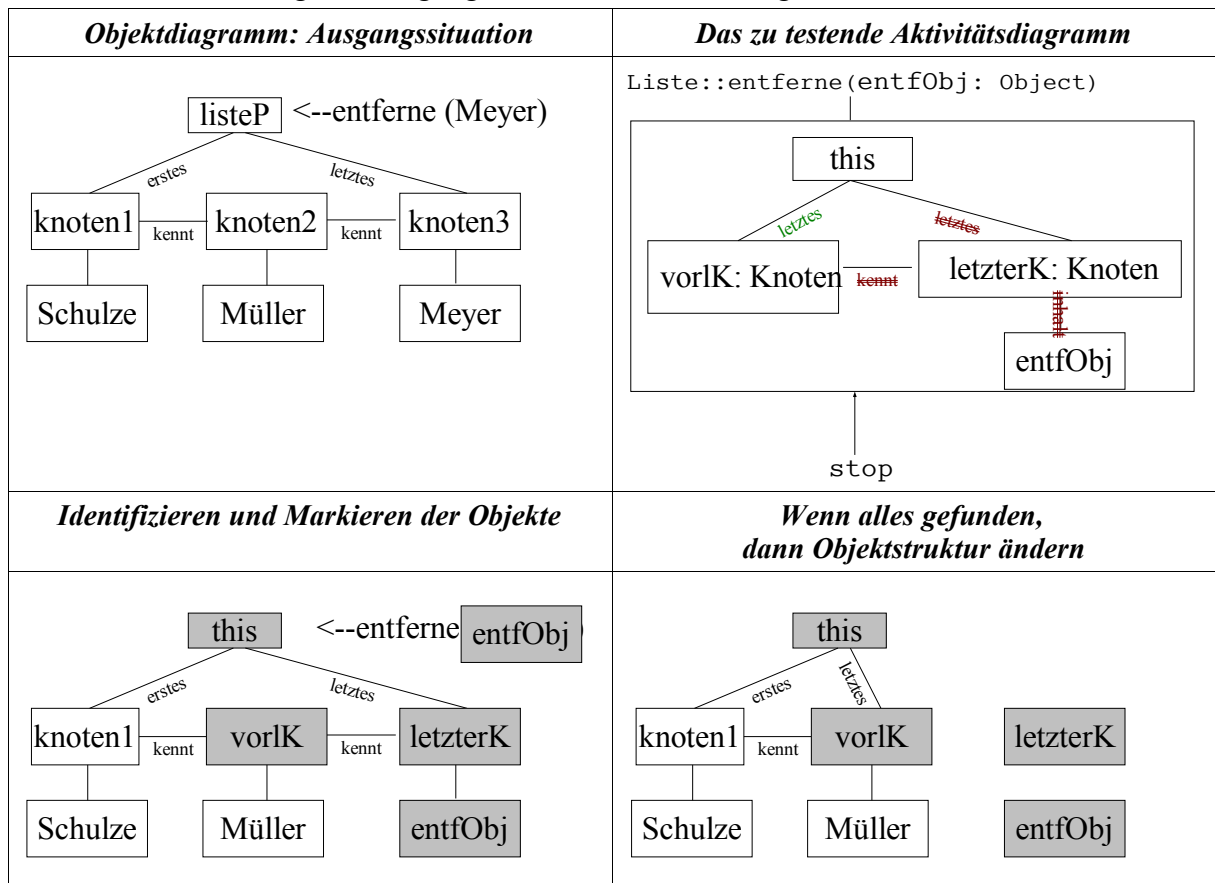 Objektdiagramm: Ausgangssituation
Das zu testende Aktivitätsdiagramm
listeP <--entferne (Meyer)
erstes
letztes
knoten1
kennt
knoten2
kennt
knoten3
Schulze
Müller
Meyer
Liste::entferne(entfObj: Object)
this
letztes
letztes
vorlK: Knoten
kennt
letzterK: Knoten
inhalt
entfObj
stop
Identifizieren und Markieren der Objekte
Wenn alles gefunden,
dann Objektstruktur ändern
this <--entferne entfObj )
erstes
letztes
knoten1
kennt
vorlK
kennt
letzterK
Schulze
Müller
entfObj
this
erstes
letztes
knoten1
kennt
vorlK
letzterK
Schulze
Müller
entfObj